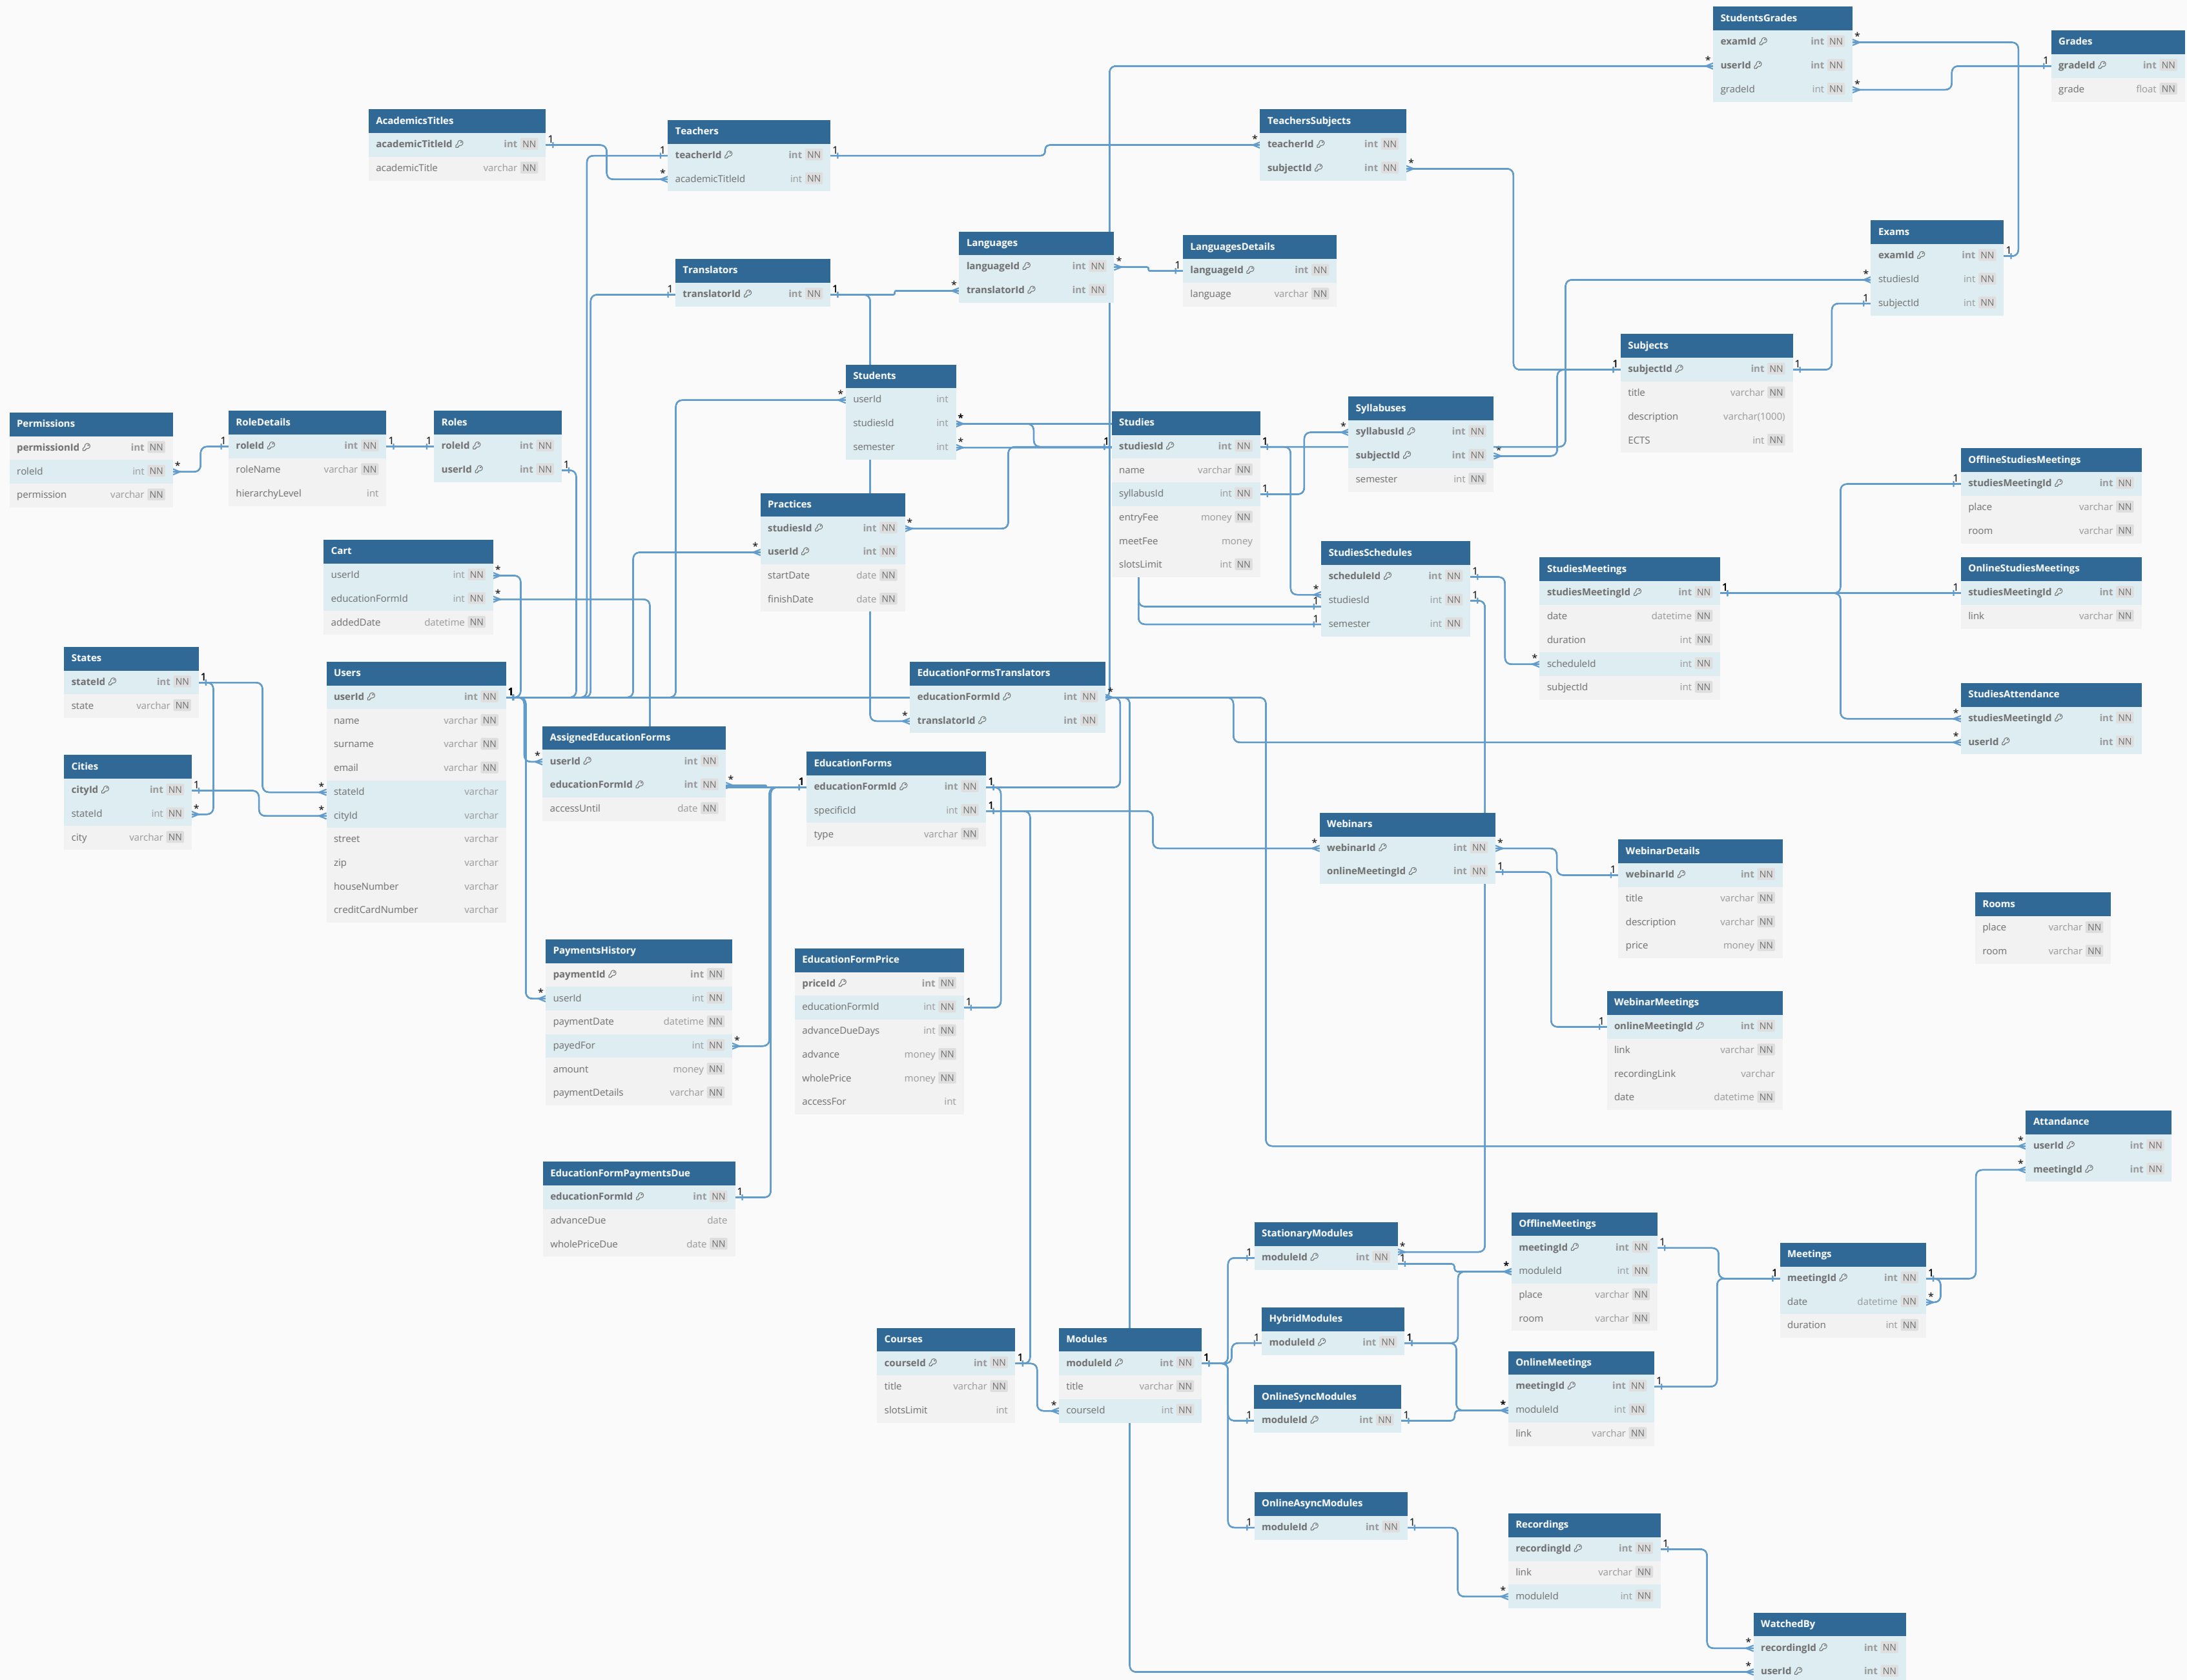 StudentsGrades
examId int NN
userId int NN
gradeId int NN
Grades
gradeId int NN
grade float NN
AcademicsTitles
academicTitleId int NN
academicTitle varchar NN
Teachers
teacherId int NN
academicTitleId int NN
TeachersSubjects
teacherId int NN
subjectId int NN
Exams
examId int NN
studiesId int NN
subjectId int NN
Languages
languageId int NN
translatorId int NN
LanguagesDetails
languageId int NN
language varchar NN
Translators
translatorId int NN
Subjects
subjectId int NN
title varchar NN
description varchar(1000)
ECTS int NN
Students
userId int
studiesId int NN
semester int NN
Permissions
permissionId int NN
roleId int NN
permission varchar NN
RoleDetails
roleId int NN
roleName varchar NN
hierarchyLevel int
Roles
roleId int NN
userId int NN
Studies
studiesId int NN
name varchar NN
syllabusId int NN
entryFee money NN
meetFee money
slotsLimit int NN
Syllabuses
syllabusId int NN
subjectId int NN
semester int NN
OfflineStudiesMeetings
studiesMeetingId int NN
place varchar NN
room varchar NN
Practices
studiesId int NN
userId int NN
startDate date NN
finishDate date NN
Cart
userId int NN
educationFormId int NN
addedDate datetime NN
StudiesSchedules
scheduleId int NN
studiesId int NN
semester int NN
StudiesMeetings
studiesMeetingId int NN
date datetime NN
duration int NN
scheduleId int NN
subjectId int NN
OnlineStudiesMeetings
studiesMeetingId int NN
link varchar NN
States
stateId int NN
state varchar NN
Users
userId int NN
name varchar NN
surname varchar NN
email varchar NN
stateId varchar
cityId varchar
street varchar
zip varchar
houseNumber varchar
creditCardNumber varchar
EducationFormsTranslators
educationFormId int NN
translatorId int NN
StudiesAttendance
studiesMeetingId int NN
userId int NN
Cities
cityId int NN
stateId int NN
city varchar NN
AssignedEducationForms
userId int NN
educationFormId int NN
accessUntil date NN
EducationForms
educationFormId int NN
specificId int NN
type varchar NN
Webinars
webinarId int NN
onlineMeetingId int NN
WebinarDetails
webinarId int NN
title varchar NN
description varchar NN
price money NN
Rooms
place varchar NN
room varchar NN
PaymentsHistory
paymentId int NN
userId int NN
paymentDate datetime NN
payedFor int NN
amount money NN
paymentDetails varchar NN
EducationFormPrice
priceId int NN
educationFormId int NN
advanceDueDays int NN
advance money NN
wholePrice money NN
accessFor int
WebinarMeetings
onlineMeetingId int NN
link varchar NN
recordingLink varchar
date datetime NN
Attandance
userId int NN
meetingId int NN
EducationFormPaymentsDue
educationFormId int NN
advanceDue date
wholePriceDue date NN
StationaryModules
moduleId int NN
OfflineMeetings
meetingId int NN
moduleId int NN
place varchar NN
room varchar NN
Meetings
meetingId int NN
date datetime NN
duration int NN
HybridModules
moduleId int NN
Courses
courseId int NN
title varchar NN
slotsLimit int
Modules
moduleId int NN
title varchar NN
courseId int NN
OnlineMeetings
meetingId int NN
moduleId int NN
link varchar NN
OnlineSyncModules
moduleId int NN
OnlineAsyncModules
moduleId int NN
Recordings
recordingId int NN
link varchar NN
moduleId int NN
WatchedBy
recordingId int NN
userId int NN